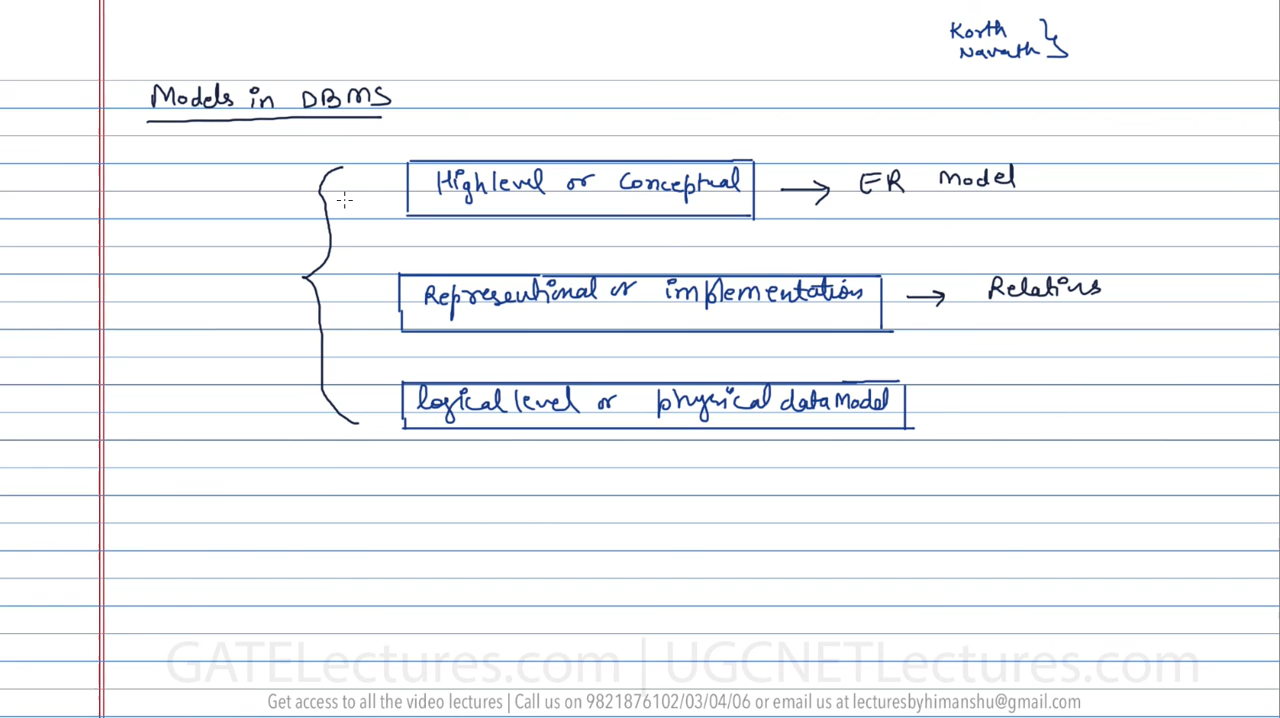 Korth
Navath
Models in DBMS
High level or Conceptual → ER Model
Representional or implementation → Relations
logical level or physical data Model
GATELectures.com | UGCNETLectures.com
Get access to all the video lectures | Call us on 9821876102/03/04/06 or email us at lecturesbyhimanshu@gmail.com